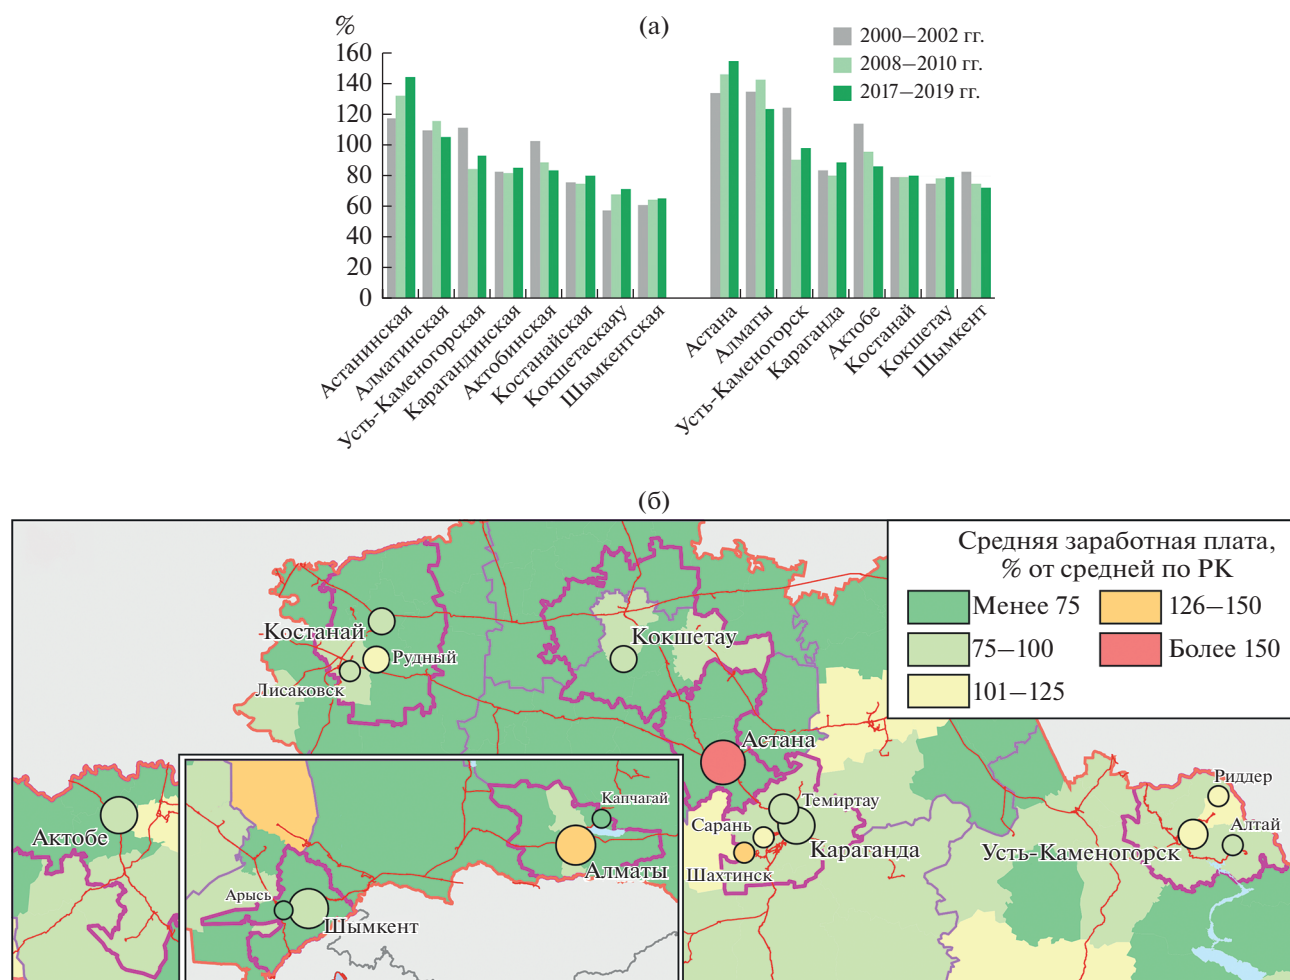 (а)
%
160
140
120
100
80
60
40
20
0
2000–2002 гг.
2008–2010 гг.
2017–2019 гг.
Астанинская
Алматинская
Усть-Каменогорская
Карагандинская
Актобинская
Костанайская
Кокшетаскаяу
Шымкентская
Астана
Алматы
Усть-Каменогорск
Караганда
Актобе
Костанай
Кокшетау
Шымкент
(б)
Средняя заработная плата,
% от средней по РК
Менее 75
126–150
75–100
Более 150
101–125
Костанай
Рудный
Лисаковск
Кокшетау
Астана
Актобе
Капчагай
Алматы
Арысь
Шымкент
Темиртау
Сарань
Караганда
Шахтинск
Риддер
Алтай
Усть-Каменогорск